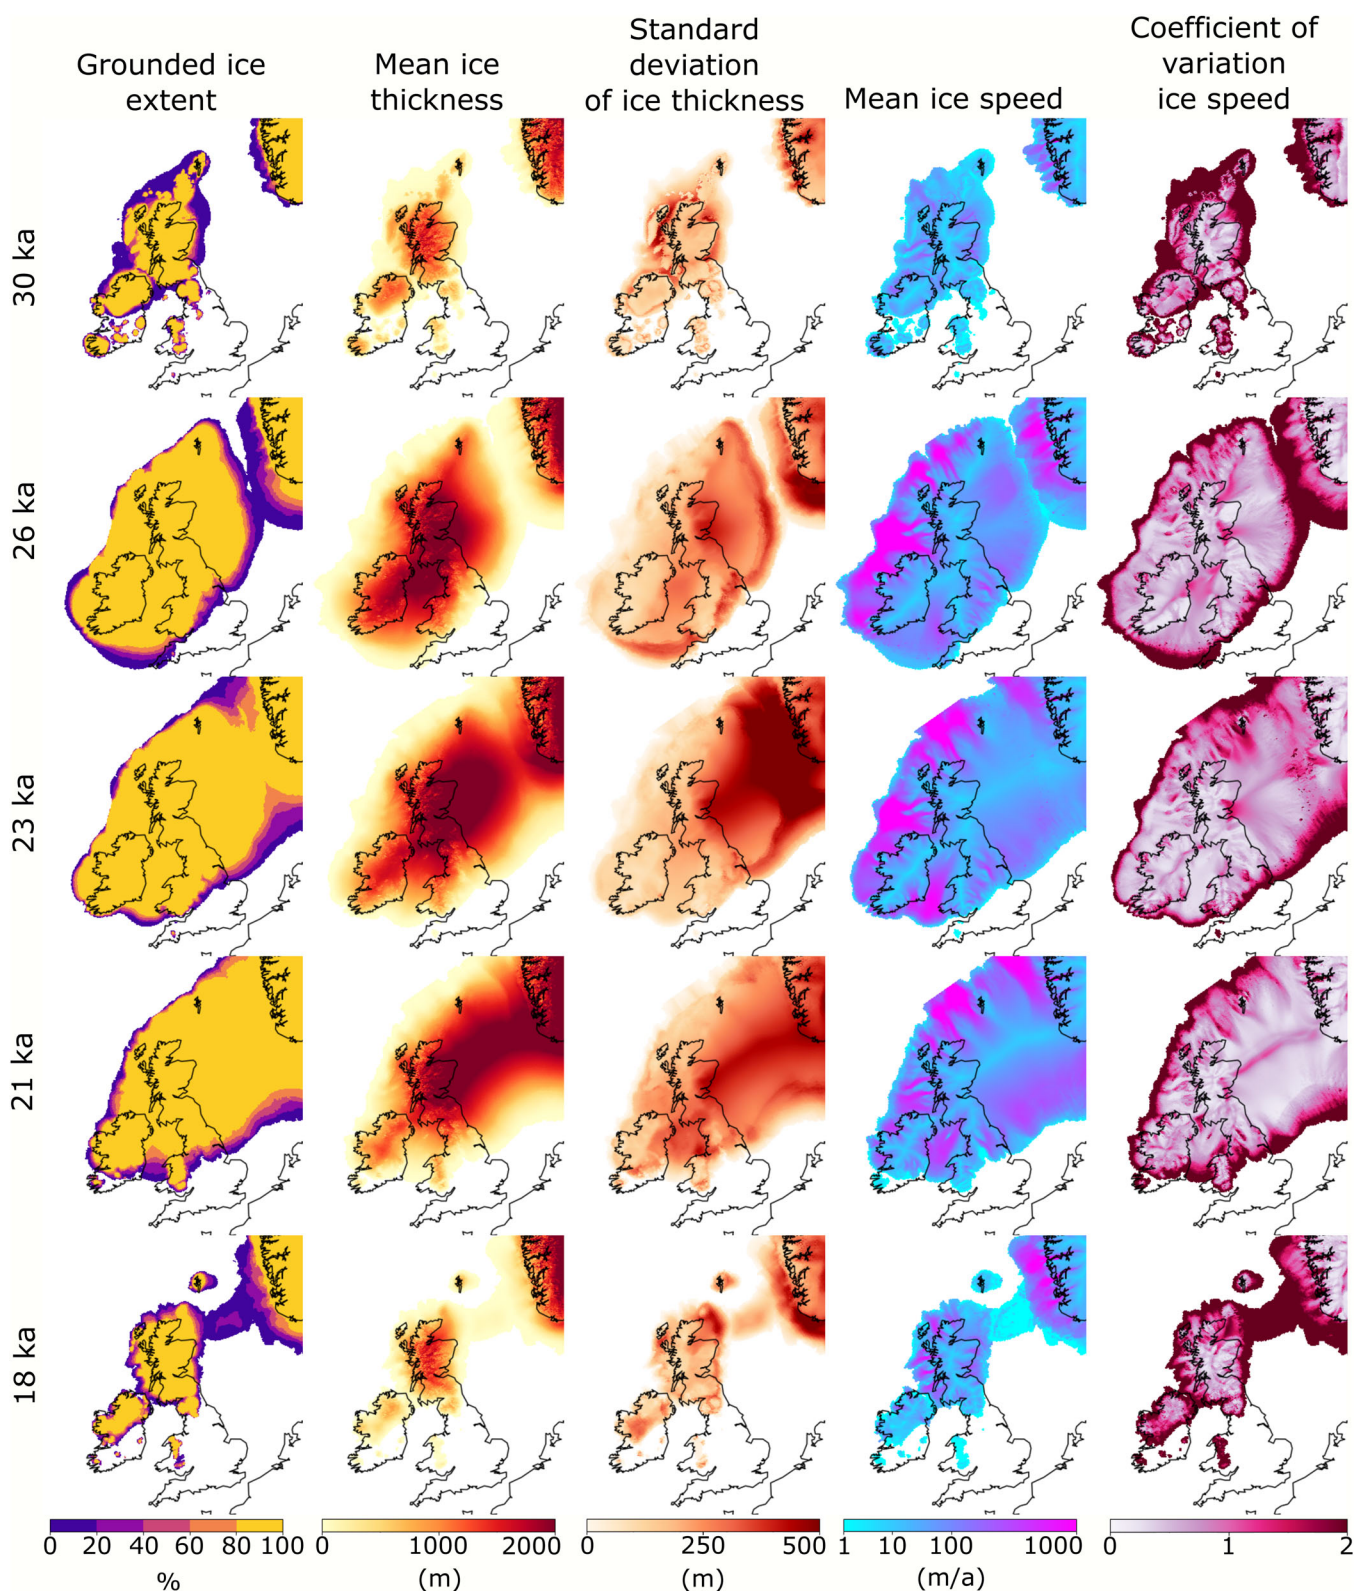 Grounded ice
extent
Mean ice
thickness
Standard
deviation
of ice thickness
Mean ice speed
Coefficient of
variation
ice speed
30 ka
26 ka
23 ka
21 ka
18 ka
0 20 40 60 80 100
%
0 1000 2000
(m)
0 250 500
(m)
1 10 100 1000
(m/a)
0 1 2